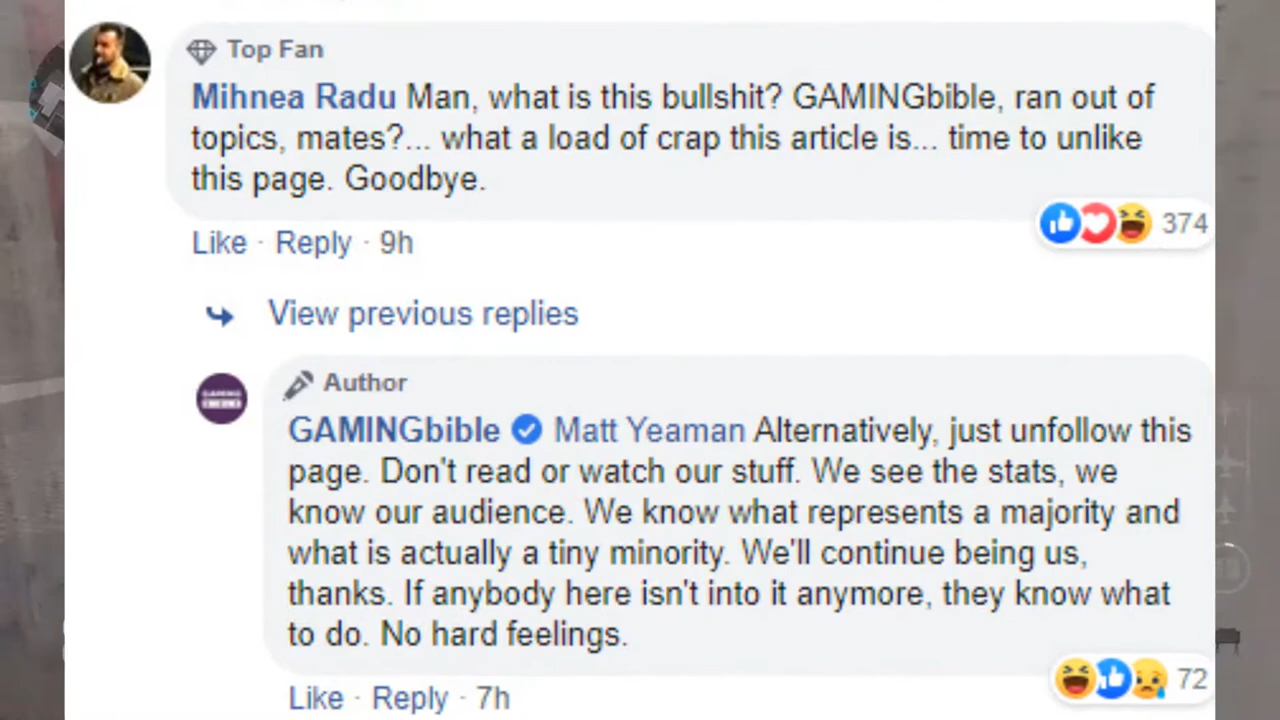 Top Fan
Mihnea Radu Man, what is this bullshit? GAMINGbible, ran out of
topics, mates?... what a load of crap this article is... time to unlike
this page. Goodbye.
374
Like · Reply · 9h
View previous replies
Author
GAMINGbible Matt Yeaman Alternatively, just unfollow this
page. Don't read or watch our stuff. We see the stats, we
know our audience. We know what represents a majority and
what is actually a tiny minority. We'll continue being us,
thanks. If anybody here isn't into it anymore, they know what
to do. No hard feelings.
72
Like · Reply · 7h